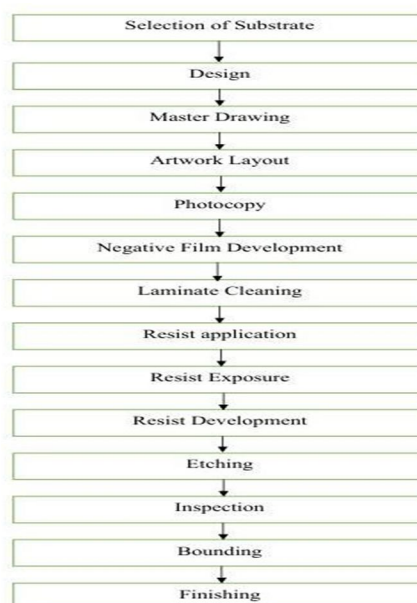 Selection of Substrate
Design
Master Drawing
Artwork Layout
Photocopy
Negative Film Development
Laminate Cleaning
Resist application
Resist Exposure
Resist Development
Etching
Inspection
Bounding
Finishing